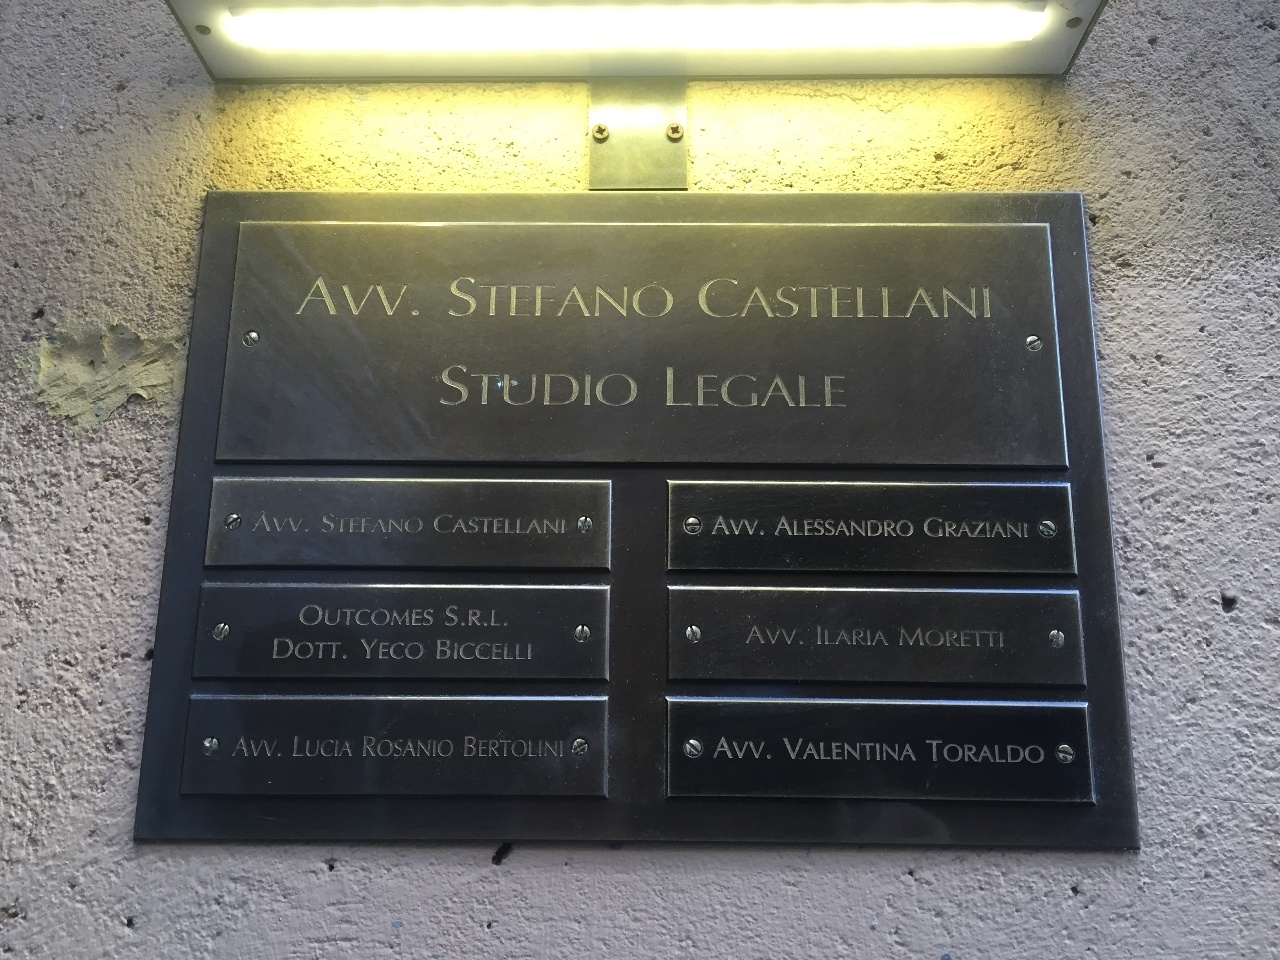 Avv. Stefano Castellani
Studio Legale
Avv. Stefano Castellani
Outcomes S.r.l.
Dott. Yeco Biccelli
Avv. Lucia Rosanio Bertolini
Avv. Alessandro Graziani
Avv. Ilaria Moretti
Avv. Valentina Toraldo